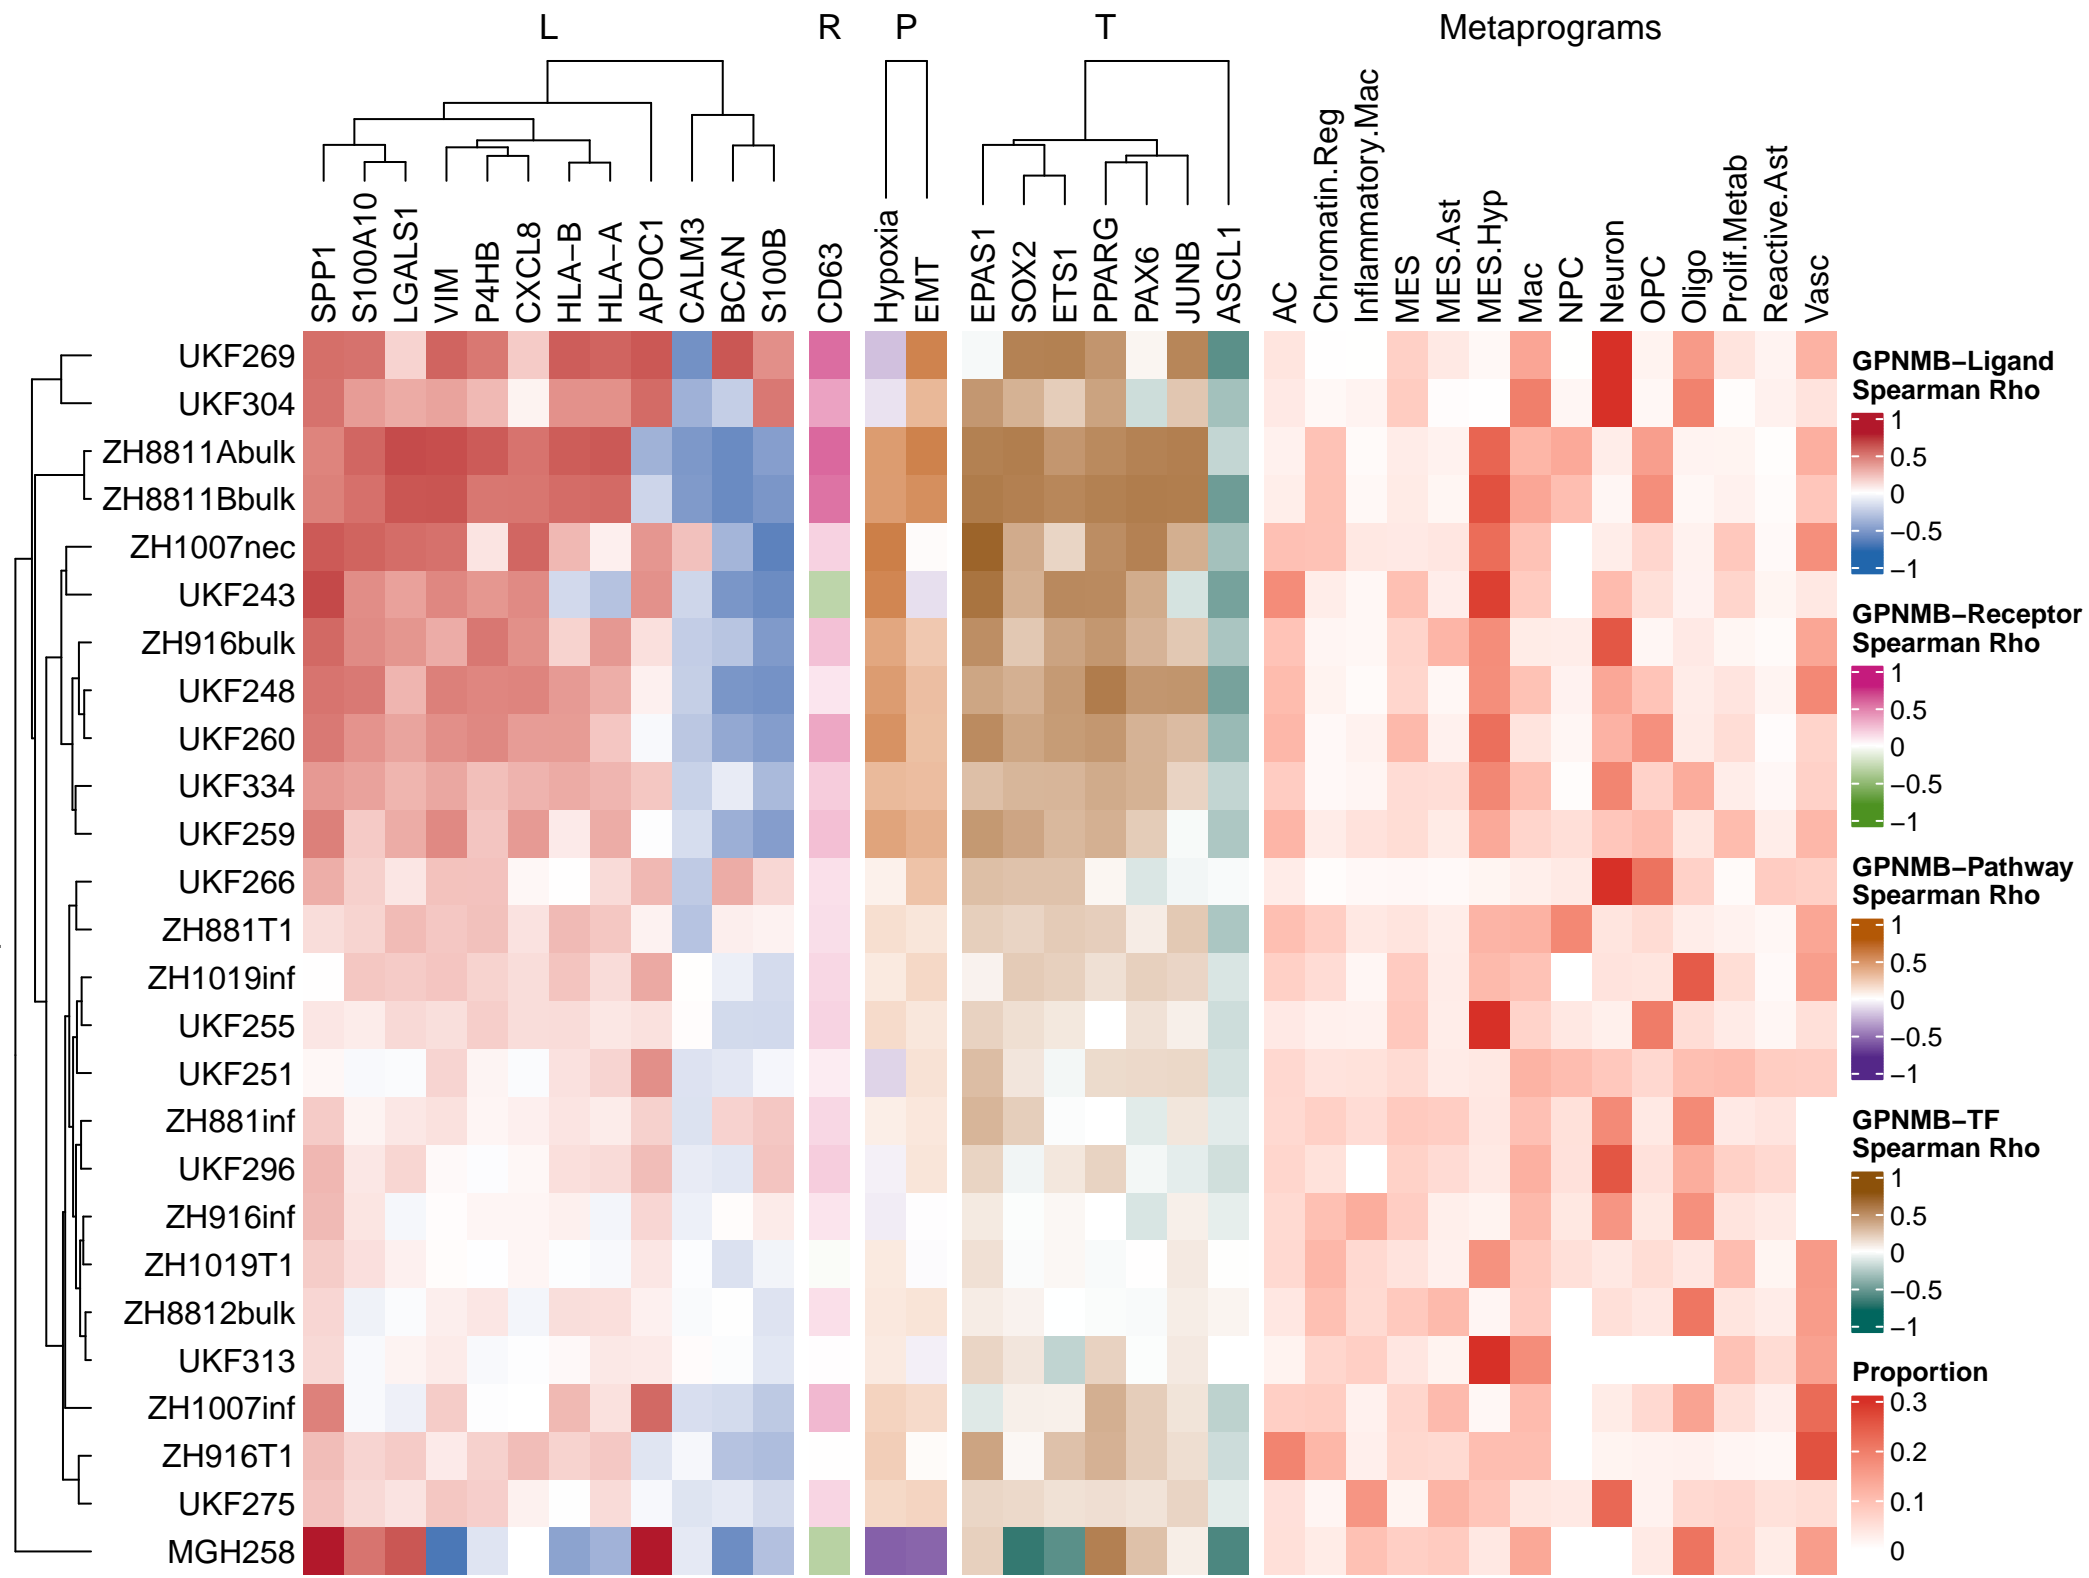 L R P T Metaprograms
SPP1
S100A10
LGALS1
VIM
P4HB
CXCL8
HLA−B
HLA−A
APOC1
CALM3
BCAN
S100B
CD63
Hypoxia
EMT
EPAS1
SOX2
ETS1
PPARG
PAX6
JUNB
ASCL1
AC
Chromatin.Reg
Inflammatory.Mac
MES
MES.Ast
MES.Hyp
Mac
NPC
Neuron
OPC
Oligo
Prolif.Metab
Reactive.Ast
Vasc
UKF269
UKF304
ZH8811Abulk
ZH8811Bbulk
ZH1007nec
UKF243
ZH916bulk
UKF248
UKF260
UKF334
UKF259
UKF266
ZH881T1
ZH1019inf
UKF255
UKF251
ZH881inf
UKF296
ZH916inf
ZH1019T1
ZH8812bulk
UKF313
ZH1007inf
ZH916T1
UKF275
MGH258
GPNMB−Ligand
Spearman Rho
1
0.5
0
−0.5
−1
GPNMB−Receptor
Spearman Rho
1
0.5
0
−0.5
−1
GPNMB−Pathway
Spearman Rho
1
0.5
0
−0.5
−1
GPNMB−TF
Spearman Rho
1
0.5
0
−0.5
−1
Proportion
0.3
0.2
0.1
0